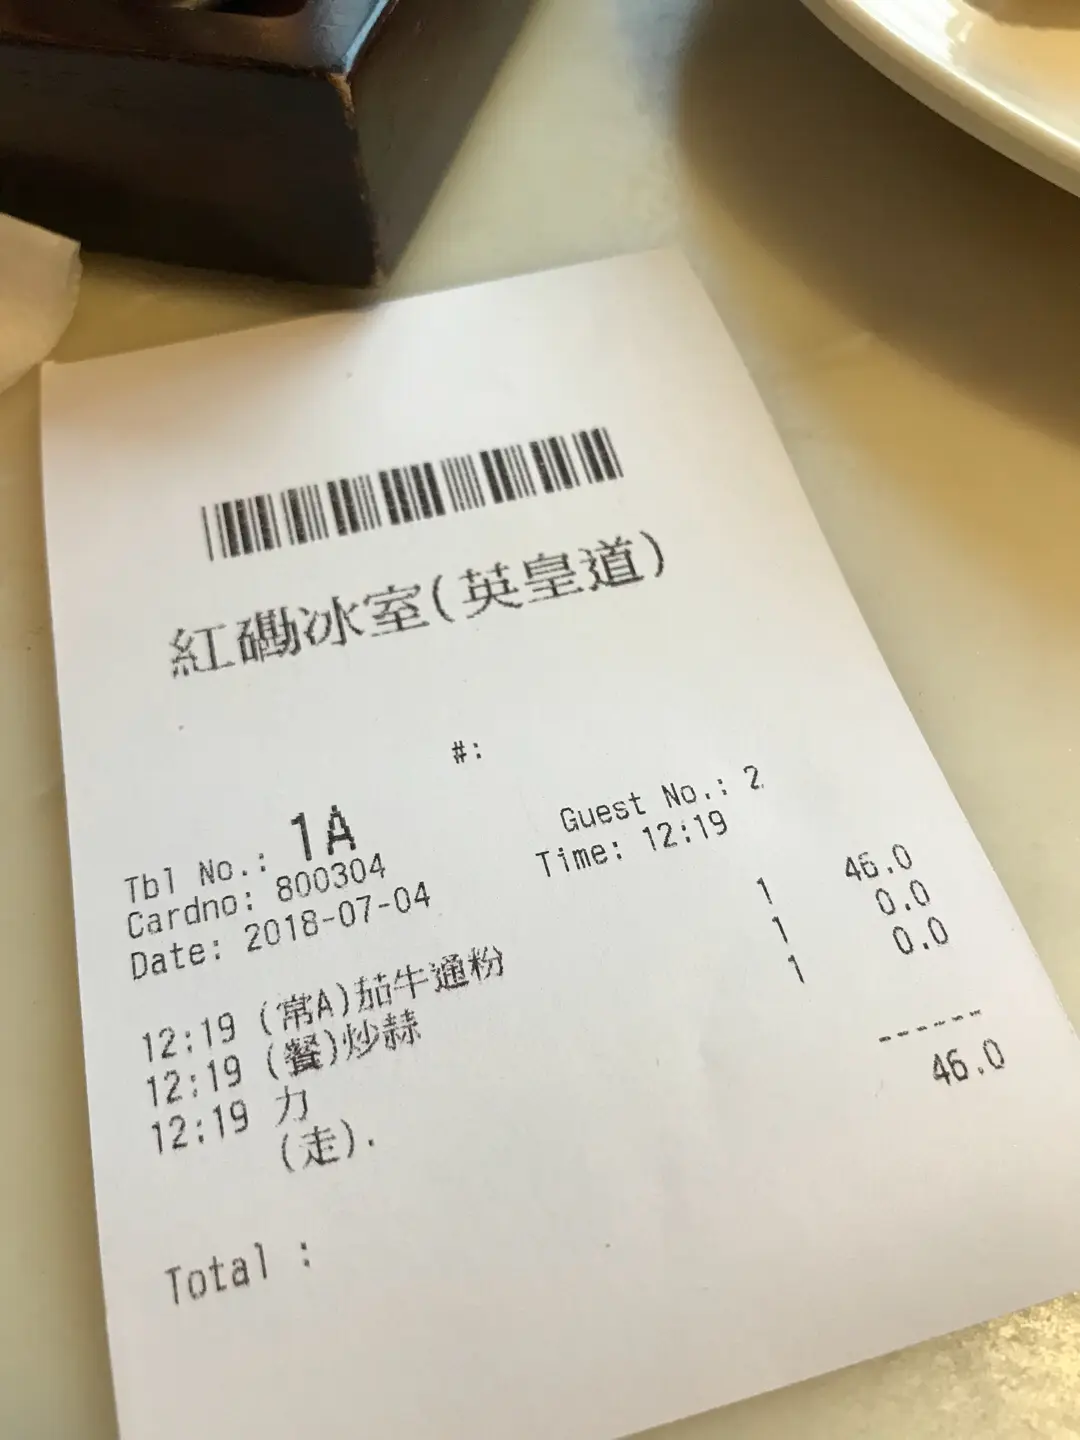 紅磡冰室(英皇道)
#:
Tbl No.: 1A Guest No.: 2
Cardno: 800304 Time: 12:19
Date: 2018-07-04
12:19 (常A)茄牛通粉 1 46.0
12:19 (餐)炒蒜 1 0.0
12:19 力 1 0.0
(走).
------
Total : 46.0